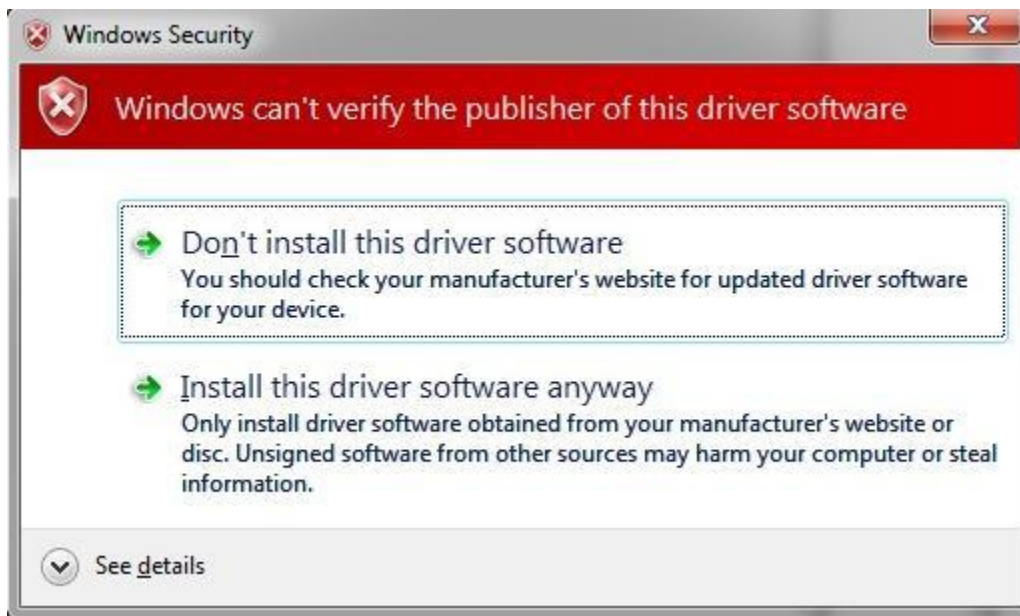 Windows Security
Windows can't verify the publisher of this driver software
Don't install this driver software
You should check your manufacturer's website for updated driver software
for your device.
Install this driver software anyway
Only install driver software obtained from your manufacturer's website or
disc. Unsigned software from other sources may harm your computer or steal
information.
See details